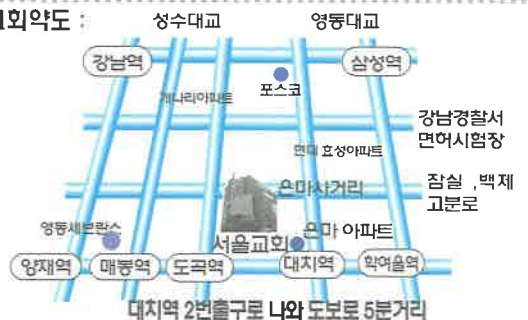 회약도 :
성수대교
영동대교
강남역
삼성역
포스코
개나리아파트
강남경찰서
면허시험장
현대 효성아파트
은마사거리
잠실 ,백제
고분로
영동세브란스
서울교회
은마 아파트
양재역
매봉역
도곡역
대치역
학여울역
대치역 2번출구로 나와 도보로 5분거리